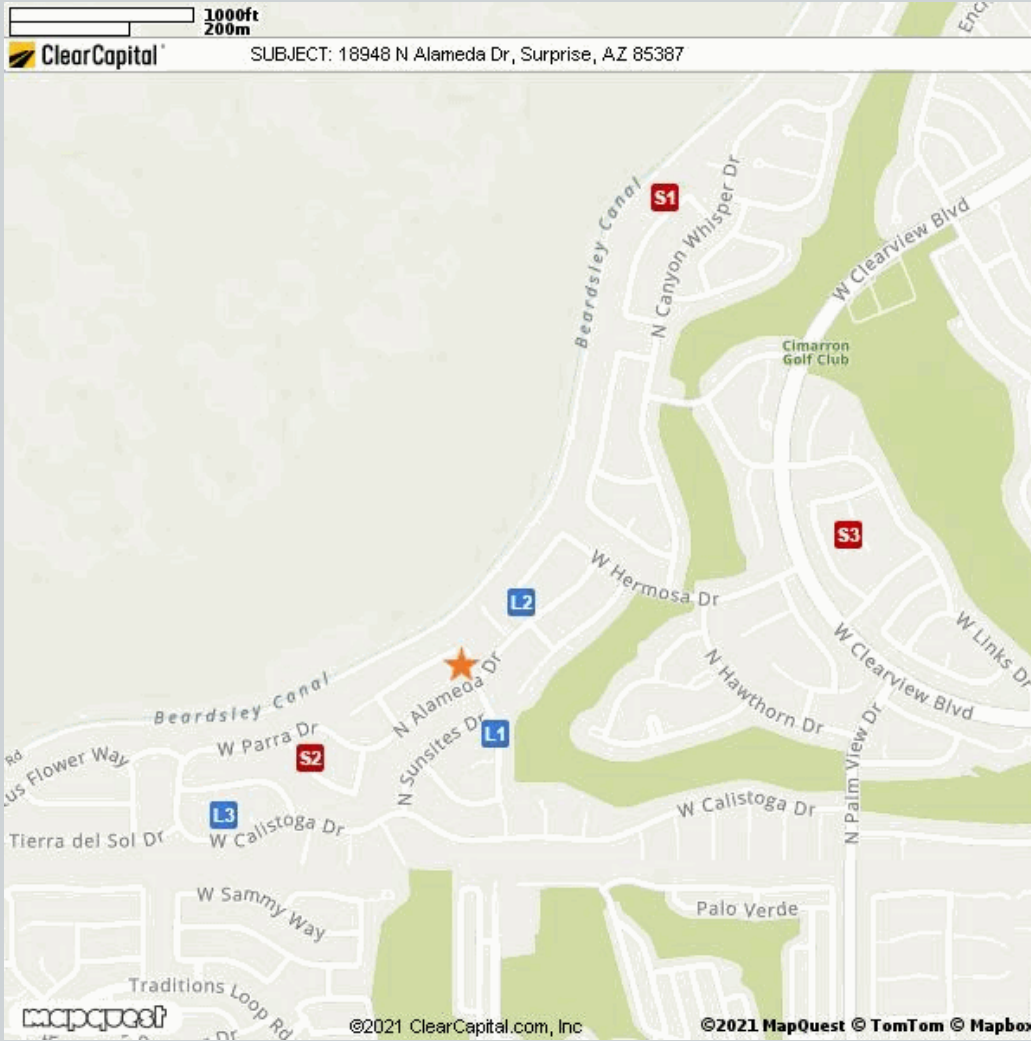 1000ft
200m
ClearCapital
SUBJECT: 18948 N Alameda Dr, Surprise, AZ 85387
S1
N Canyon Whisper Dr
Beardsley Canal
W Clearview Blvd
Cimarron
Golf Club
S3
W Hermosa Dr
L2
W Links Dr
W Clearview Blvd
N Hawthorn Dr
N Alameda Dr
Beardsley Canal
N Sunsites Dr
L1
W Parra Dr
S2
Rd
us Flower Way
N Palm View Dr
L3
W Calistoga Dr
W Calistoga Dr
Tierra del Sol Dr
W Sammy Way
Palo Verde
Traditions Loop Rd
Dr
mapquest
©2021 ClearCapital.com, Inc
©2021 MapQuest © TomTom © Mapbox